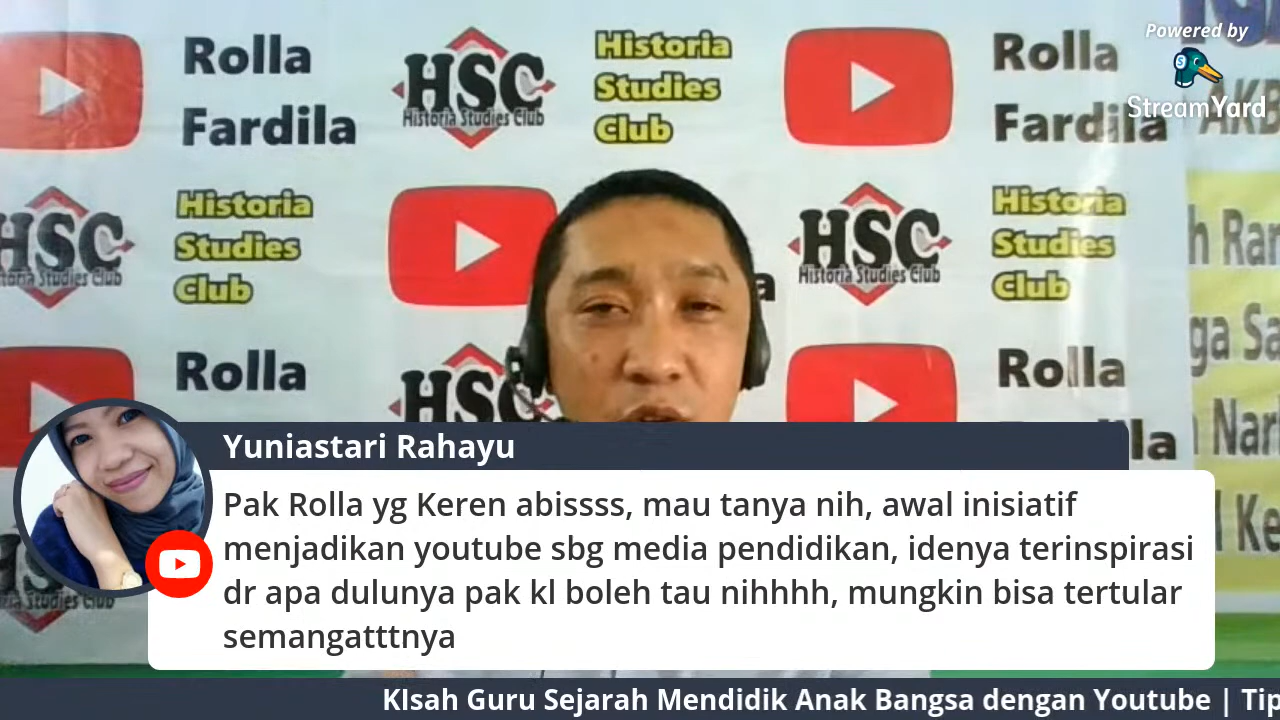 Powered by
StreamYard
Rolla
Fardila
HSC
Historia Studies Club
Historia
Studies
Club
Rolla
Fardila
HSC
Historia Studies Club
Historia
Studies
Club
HSC
Historia Studies Club
Historia
Studies
Club
Rolla
HSC
Rolla
Yuniastari Rahayu
Pak Rolla yg Keren abissss, mau tanya nih, awal inisiatif
menjadikan youtube sbg media pendidikan, idenya terinspirasi
dr apa dulunya pak kl boleh tau nihhhh, mungkin bisa tertular
semangatttnya
KIsah Guru Sejarah Mendidik Anak Bangsa dengan Youtube | Tip